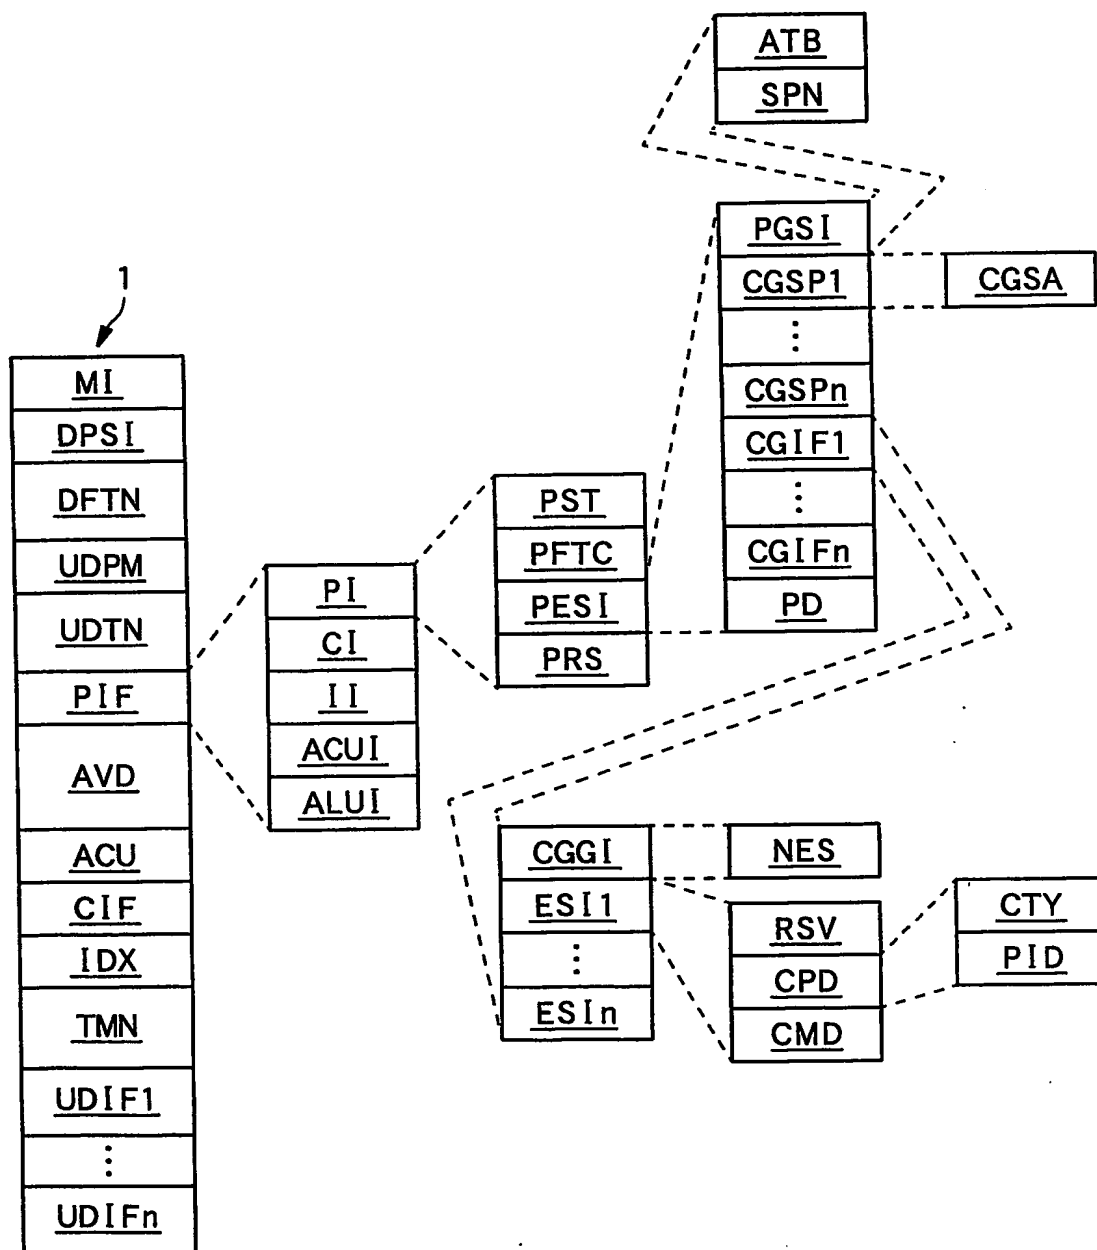 ATB
SPN
PGSI
CGSP1
⋮
CGSPn
CGIF1
⋮
CGIFn
PD
CGSA
1
MI
DPSI
DFTN
UDPM
UDTN
PIF
AVD
ACU
CIF
IDX
TMN
UDIF1
⋮
UDIFn
PI
CI
II
ACUI
ALUI
PST
PFTC
PESI
PRS
CGGI
ESI1
⋮
ESIn
NES
RSV
CPD
CMD
CTY
PID